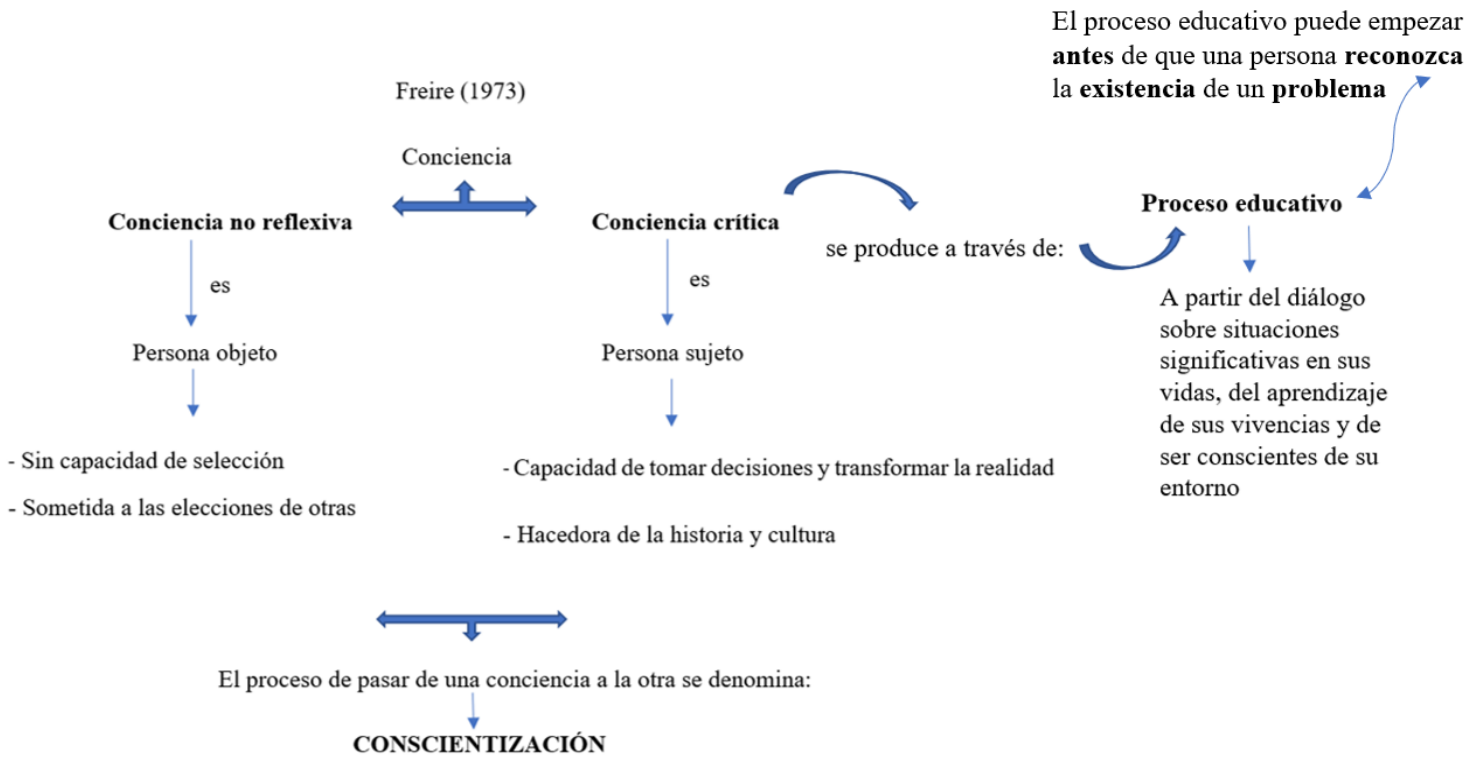 El proceso educativo puede empezar
antes de que una persona reconozca
la existencia de un problema
Freire (1973)
Conciencia
Conciencia no reflexiva
Conciencia crítica
Proceso educativo
se produce a través de:
es
es
Persona objeto
Persona sujeto
A partir del diálogo
sobre situaciones
significativas en sus
vidas, del aprendizaje
de sus vivencias y de
ser conscientes de su
entorno
- Sin capacidad de selección
- Sometida a las elecciones de otras
- Capacidad de tomar decisiones y transformar la realidad
- Hacedora de la historia y cultura
El proceso de pasar de una conciencia a la otra se denomina:
CONSCIENTIZACIÓN